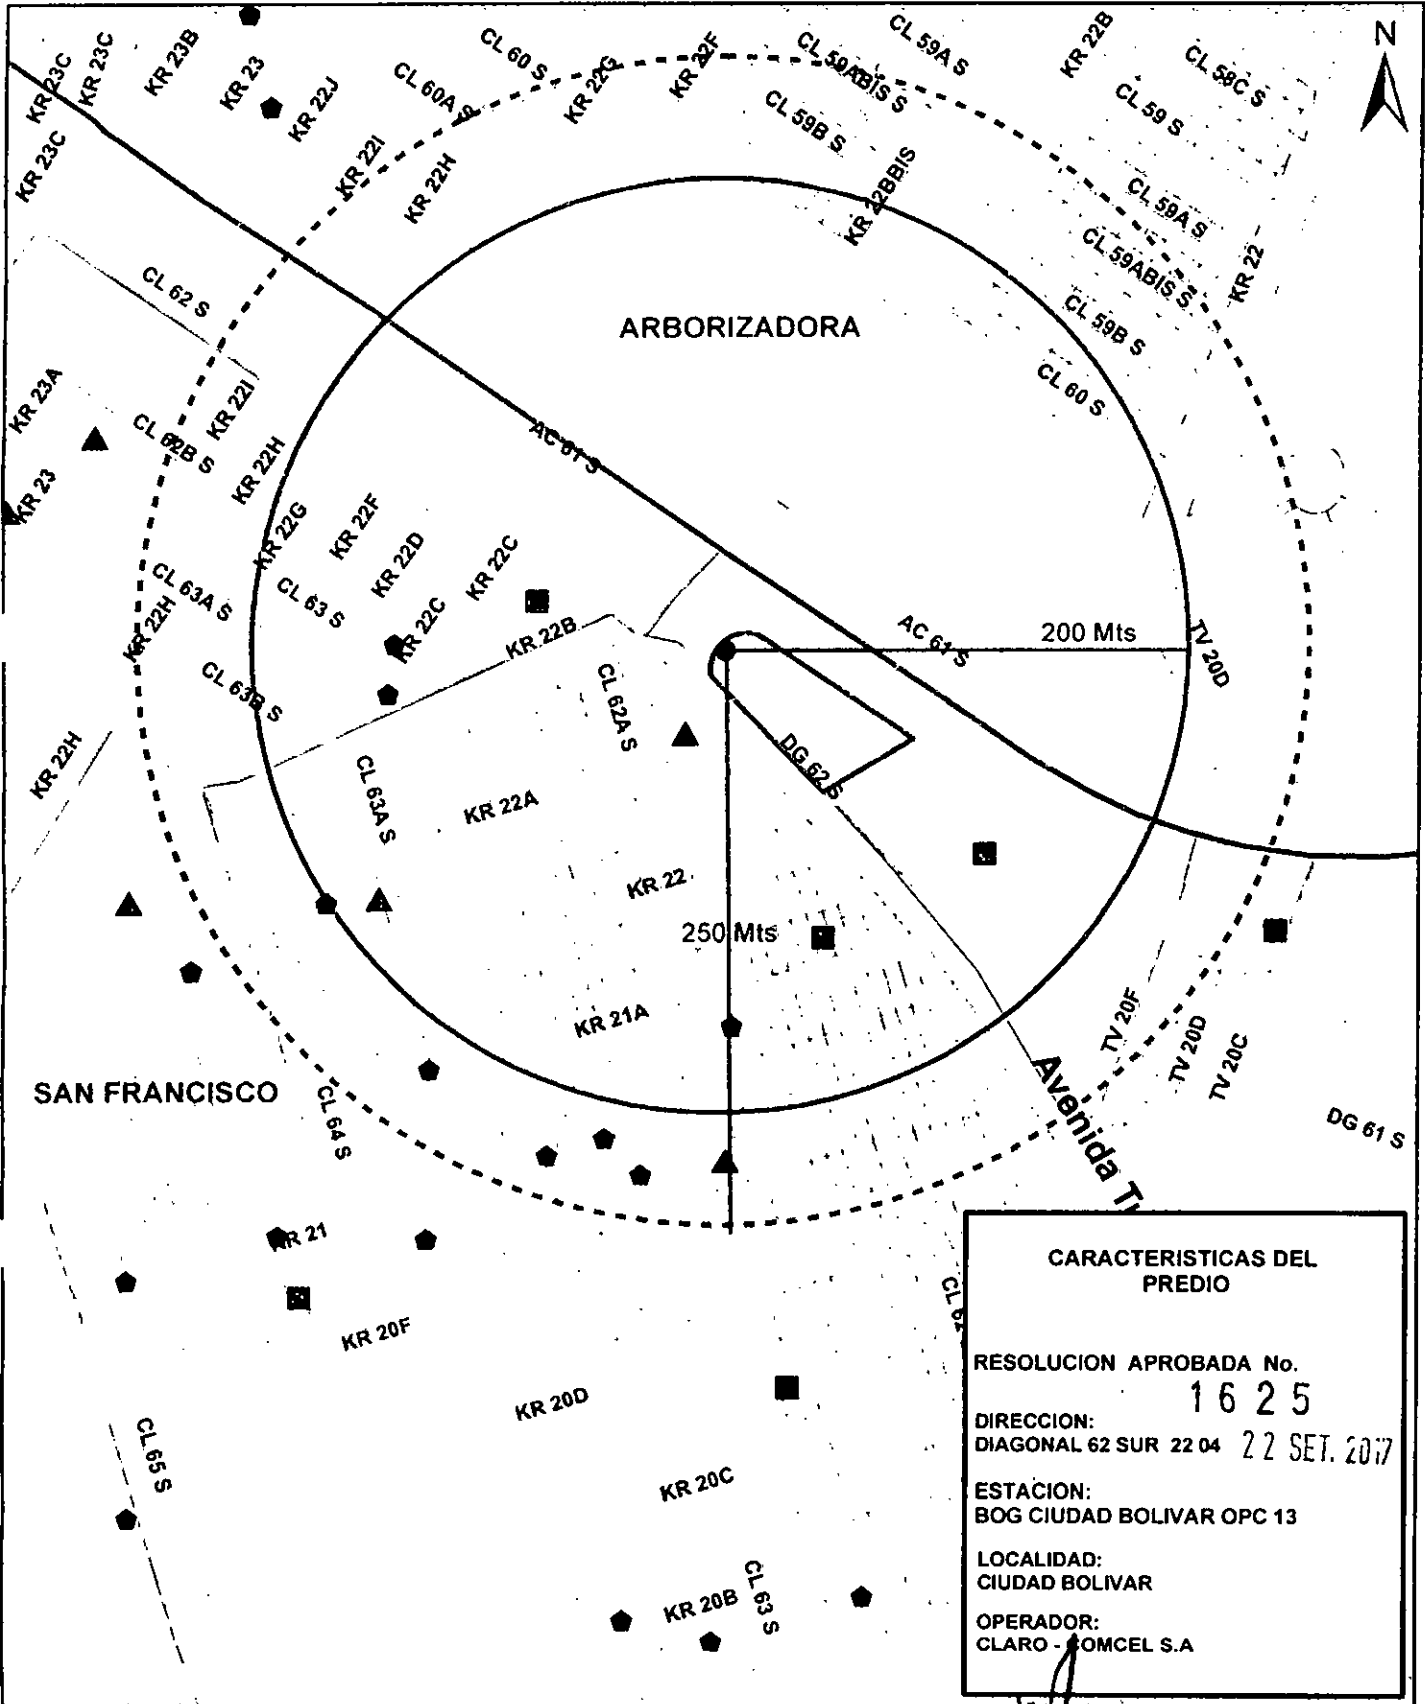 N
KR 23C
KR 23C
KR 23B
KR 23
KR 22J
CL 60A S
CL 60 S
KR 22G
KR 22F
CL 59ABIS S
CL 59A S
KR 22B
CL 58C S
CL 59 S
CL 59B S
KR 23C
KR 22I
KR 22H
KR 22BBIS
CL 59A S
CL 59ABIS S
KR 22
CL 62 S
ARBORIZADORA
CL 59B S
CL 60 S
KR 23A
KR 22I
CL 62B S
KR 22H
AC 61 S
KR 23
KR 22G
KR 22F
KR 22D
KR 22C
CL 63A S
CL 63 S
KR 22H
KR 22C
KR 22B
AC 61 S
200 Mts
TV 20D
CL 63B S
CL 62A S
KR 22H
DG 62 S
CL 63A S
KR 22A
KR 22
250 Mts
KR 21A
TV 20F
TV 20D
TV 20C
SAN FRANCISCO
CL 64 S
Avenida Tu
DG 61 S
KR 21
CL 62
KR 20F
KR 20D
CL 65 S
KR 20C
KR 20B
CL 63 S
CARACTERISTICAS DEL
PREDIO
RESOLUCION APROBADA No.
1625
DIRECCION:
DIAGONAL 62 SUR 22 04 22 SET. 2017
ESTACION:
BOG CIUDAD BOLIVAR OPC 13
LOCALIDAD:
CIUDAD BOLIVAR
OPERADOR:
CLARO - COMCEL S.A